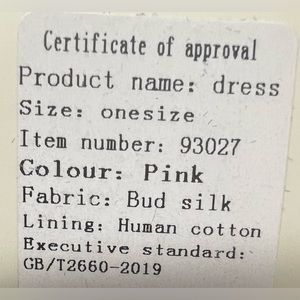 Certificate of approval
Product name: dress
Size: onesize
Item number: 93027
Colour: Pink
Fabric: Bud silk
Lining: Human cotton
Executive standard:
GB/T2660-2019